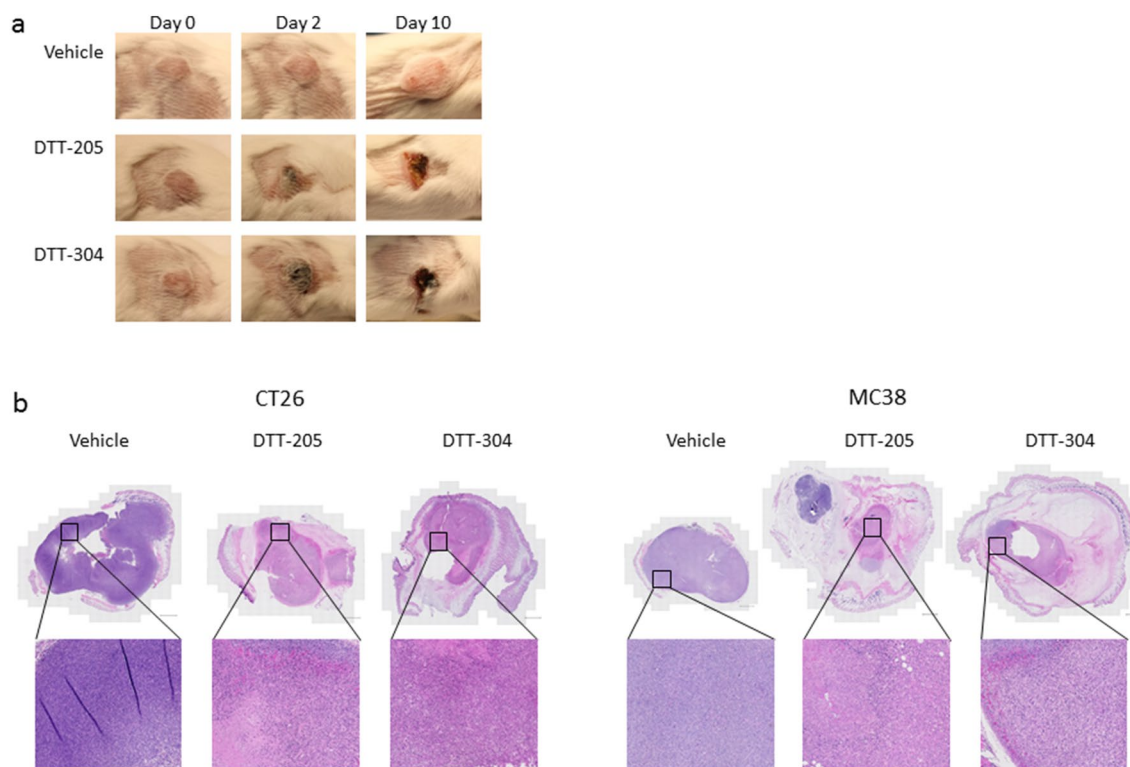 a
Day 0 Day 2 Day 10
Vehicle
DTT-205
DTT-304
b
CT26 MC38
Vehicle DTT-205 DTT-304 Vehicle DTT-205 DTT-304